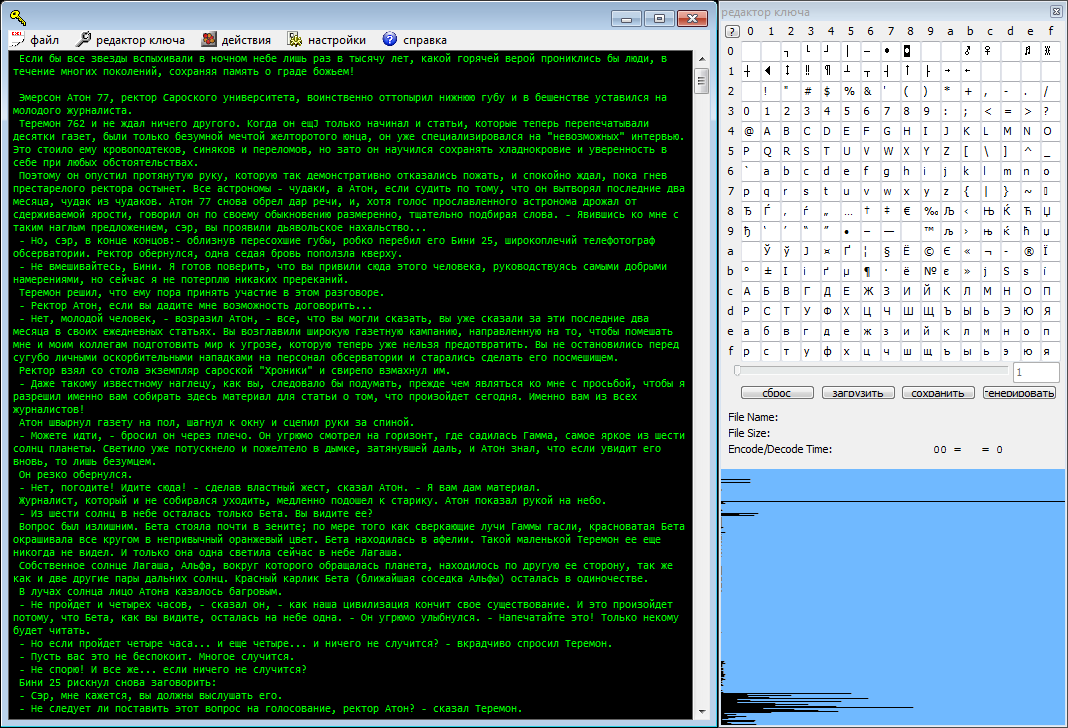 файл редактор ключа действия настройки справка
Если бы все звезды вспыхивали в ночном небе лишь раз в тысячу лет, какой горячей верой прониклись бы люди, в
течение многих поколений, сохраняя память о граде божьем!
Эмерсон Атон 77, ректор Сароского университета, воинственно оттопырил нижнюю губу и в бешенстве уставился на
молодого журналиста.
Теремон 762 и не ждал ничего другого. Когда он ещJ только начинал и статьи, которые теперь перепечатывали
десятки газет, были только безумной мечтой желторотого юнца, он уже специализировался на "невозможных" интервью.
Это стоило ему кровоподтеков, синяков и переломов, но зато он научился сохранять хладнокровие и уверенность в
себе при любых обстоятельствах.
Поэтому он опустил протянутую руку, которую так демонстративно отказались пожать, и спокойно ждал, пока гнев
престарелого ректора остынет. Все астрономы - чудаки, а Атон, если судить по тому, что он вытворял последние два
месяца, чудак из чудаков. Атон 77 снова обрел дар речи, и, хотя голос прославленного астронома дрожал от
сдерживаемой ярости, говорил он по своему обыкновению размеренно, тщательно подбирая слова. - Явившись ко мне с
таким наглым предложением, сэр, вы проявили дьявольское нахальство...
- Но, сэр, в конце концов:- облизнув пересохшие губы, робко перебил его Бини 25, широкоплечий телефотограф
обсерватории. Ректор обернулся, одна седая бровь поползла кверху.
- Не вмешивайтесь, Бини. Я готов поверить, что вы привили сюда этого человека, руководствуясь самыми добрыми
намерениями, но сейчас я не потерплю никаких пререканий.
Теремон решил, что ему пора принять участие в этом разговоре.
- Ректор Атон, если вы дадите мне возможность договорить...
- Нет, молодой человек, - возразил Атон, - все, что вы могли сказать, вы уже сказали за эти последние два
месяца в своих ежедневных статьях. Вы возглавили широкую газетную кампанию, направленную на то, чтобы помешать
мне и моим коллегам подготовить мир к угрозе, которую теперь уже нельзя предотвратить. Вы не остановились перед
сугубо личными оскорбительными нападками на персонал обсерватории и старались сделать его посмешищем.
Ректор взял со стола экземпляр сароской "Хроники" и свирепо взмахнул им.
- Даже такому известному наглецу, как вы, следовало бы подумать, прежде чем являться ко мне с просьбой, чтобы я
разрешил именно вам собирать здесь материал для статьи о том, что произойдет сегодня. Именно вам из всех
журналистов!
Атон швырнул газету на пол, шагнул к окну и сцепил руки за спиной.
- Можете идти, - бросил он через плечо. Он угрюмо смотрел на горизонт, где садилась Гамма, самое яркое из шести
солнц планеты. Светило уже потускнело и пожелтело в дымке, затянувшей даль, и Атон знал, что если увидит его
вновь, то лишь безумцем.
Он резко обернулся.
- Нет, погодите! Идите сюда! - сделав властный жест, сказал Атон. - Я вам дам материал.
Журналист, который и не собирался уходить, медленно подошел к старику. Атон показал рукой на небо.
- Из шести солнц в небе осталась только Бета. Вы видите ее?
Вопрос был излишним. Бета стояла почти в зените; по мере того как сверкающие лучи Гаммы гасли, красноватая Бета
окрашивала все кругом в непривычный оранжевый цвет. Бета находилась в афелии. Такой маленькой Теремон ее еще
никогда не видел. И только она одна светила сейчас в небе Лагаша.
Собственное солнце Лагаша, Альфа, вокруг которого обращалась планета, находилось по другую ее сторону, так же
как и две другие пары дальних солнц. Красный карлик Бета (ближайшая соседка Альфы) осталась в одиночестве.
В лучах солнца лицо Атона казалось багровым.
- Не пройдет и четырех часов, - сказал он, - как наша цивилизация кончит свое существование. И это произойдет
потому, что Бета, как вы видите, осталась на небе одна. - Он угрюмо улыбнулся. - Напечатайте это! Только некому
будет читать.
- Но если пройдет четыре часа... и еще четыре... и ничего не случится? - вкрадчиво спросил Теремон.
- Пусть вас это не беспокоит. Многое случится.
- Не спорю! И все же... если ничего не случится?
Бини 25 рискнул снова заговорить:
- Сэр, мне кажется, вы должны выслушать его.
- Не следует ли поставить этот вопрос на голосование, ректор Атон? - сказал Теремон.
редактор ключа
? 0 1 2 3 4 5 6 7 8 9 a b c d e f
0 ┐ └ ┘ │ ─ • ◘ ♂ ♀ ♬
1 ┼ ◄ ↕ ‼ ¶ ┴ ┬ ┤ ↑ ├ → ←
2 ! " # $ % & ' ( ) * + , - . /
3 0 1 2 3 4 5 6 7 8 9 : ; < = > ?
4 @ A B C D E F G H I J K L M N O
5 P Q R S T U V W X Y Z [ \ ] ^ _
6 ` a b c d e f g h i j k l m n o
7 p q r s t u v w x y z { | } ~
8 Ђ Ѓ ‚ ѓ „ … † ‡ € ‰ Љ ‹ Њ Ќ Ћ Џ
9 ђ ‘ ’ “ ” • – — ™ љ › њ ќ ћ џ
a Ў ў Ј ¤ Ґ ¦ § Ё © Є « ¬ - ® Ї
b ° ± І і ґ µ ¶ · ё № є » ј Ѕ ѕ ї
c А Б В Г Д Е Ж З И Й К Л М Н О П
d Р С Т У Ф Х Ц Ч Ш Щ Ъ Ы Ь Э Ю Я
e а б в г д е ж з и й к л м н о п
f р с т у ф х ц ч ш щ ъ ы ь э ю я
1
сброс загрузить сохранить генерировать
File Name:
File Size:
Encode/Decode Time: 00 = = 0